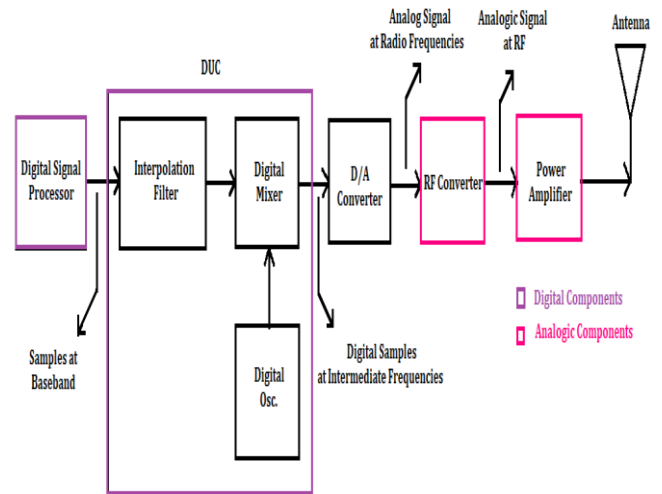 Analog Signal
at Radio Frequencies
Analogic Signal
at RF
Antenna
DUC
Digital Signal
Processor
Interpolation
Filter
Digital
Mixer
D/A
Converter
RF Converter
Power
Amplifier
Digital Components
Analogic Components
Samples at
Baseband
Digital
Osc.
Digital Samples
at Intermediate Frequencies